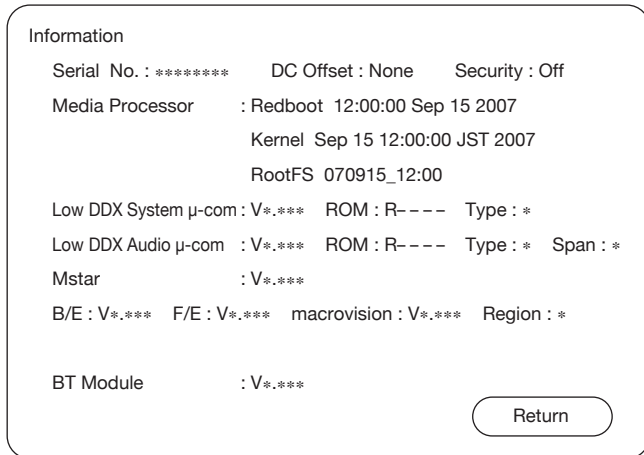 Information
Serial No. : ******** DC Offset : None Security : Off
Media Processor : Redboot 12:00:00 Sep 15 2007
Kernel Sep 15 12:00:00 JST 2007
RootFS 070915_12:00
Low DDX System µ-com : V*.*** ROM : R–––– Type : *
Low DDX Audio µ-com : V*.*** ROM : R–––– Type : * Span : *
Mstar : V*.***
B/E : V*.*** F/E : V*.*** macrovision : V*.*** Region : *
BT Module : V*.***
Return